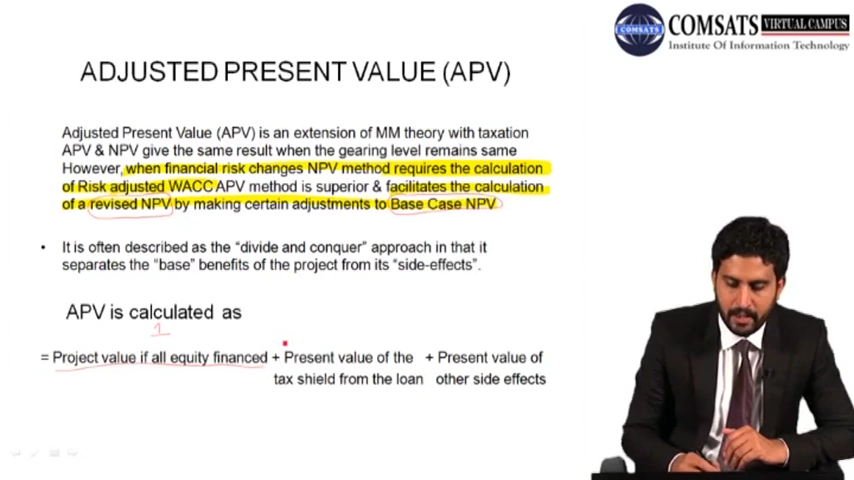 COMSATS VIRTUAL CAMPUS
COMSATS Institute Of Information Technology
ADJUSTED PRESENT VALUE (APV)
Adjusted Present Value (APV) is an extension of MM theory with taxation
APV & NPV give the same result when the gearing level remains same
However, when financial risk changes NPV method requires the calculation
of Risk adjusted WACC APV method is superior & facilitates the calculation
of a revised NPV by making certain adjustments to Base Case NPV
• It is often described as the “divide and conquer” approach in that it
separates the “base” benefits of the project from its “side-effects”.
APV is calculated as
1
= Project value if all equity financed + Present value of the + Present value of
tax shield from the loan other side effects